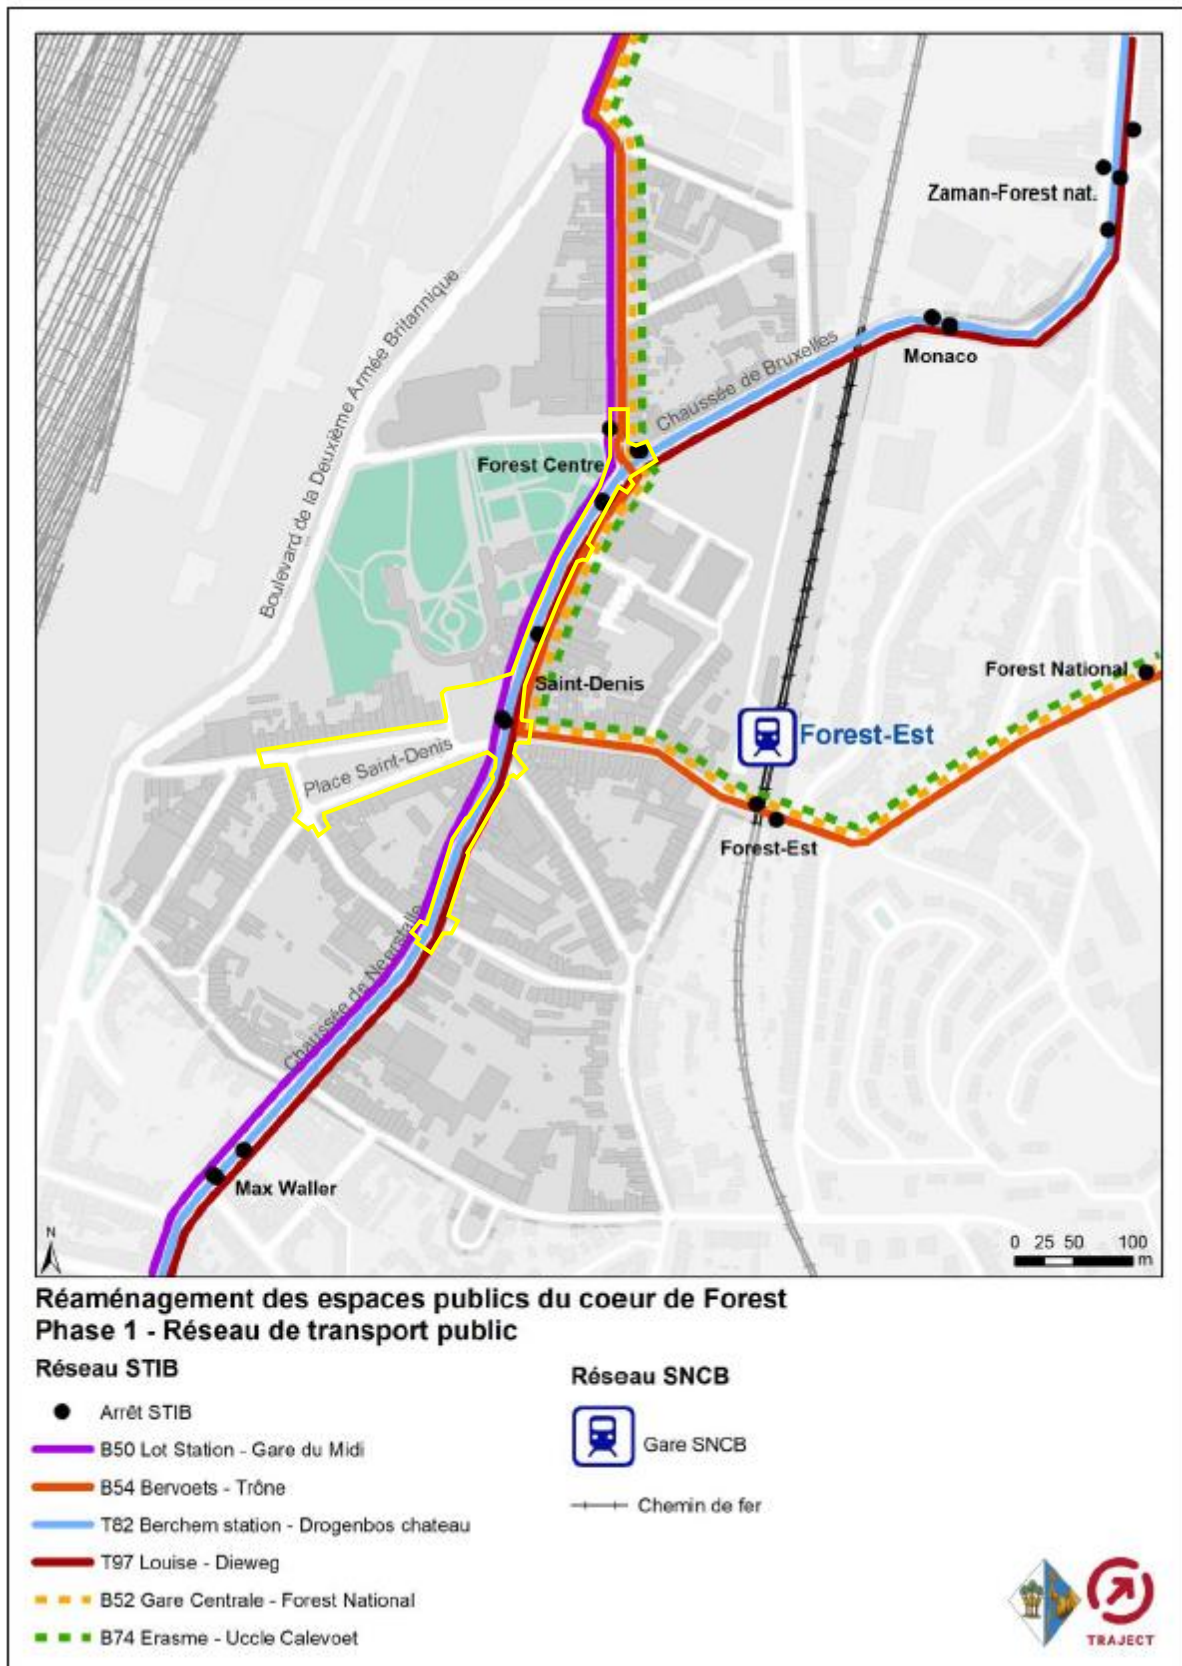 Zaman-Forest nat.
Boulevard de la Deuxième Armée Britannique
Chaussée de Bruxelles
Monaco
Forest Centre
Forest National
Saint-Denis
Forest-Est
Place Saint-Denis
Forest-Est
Chaussée de Neerstalle
Max Waller
N
0 25 50 100
m
Réaménagement des espaces publics du coeur de Forest
Phase 1 - Réseau de transport public
Réseau STIB
Arrêt STIB
B50 Lot Station - Gare du Midi
B54 Bervoets - Trône
T82 Berchem station - Drogenbos chateau
T97 Louise - Dieweg
B52 Gare Centrale - Forest National
B74 Erasme - Uccle Calevoet
Réseau SNCB
Gare SNCB
Chemin de fer
TRAJECT